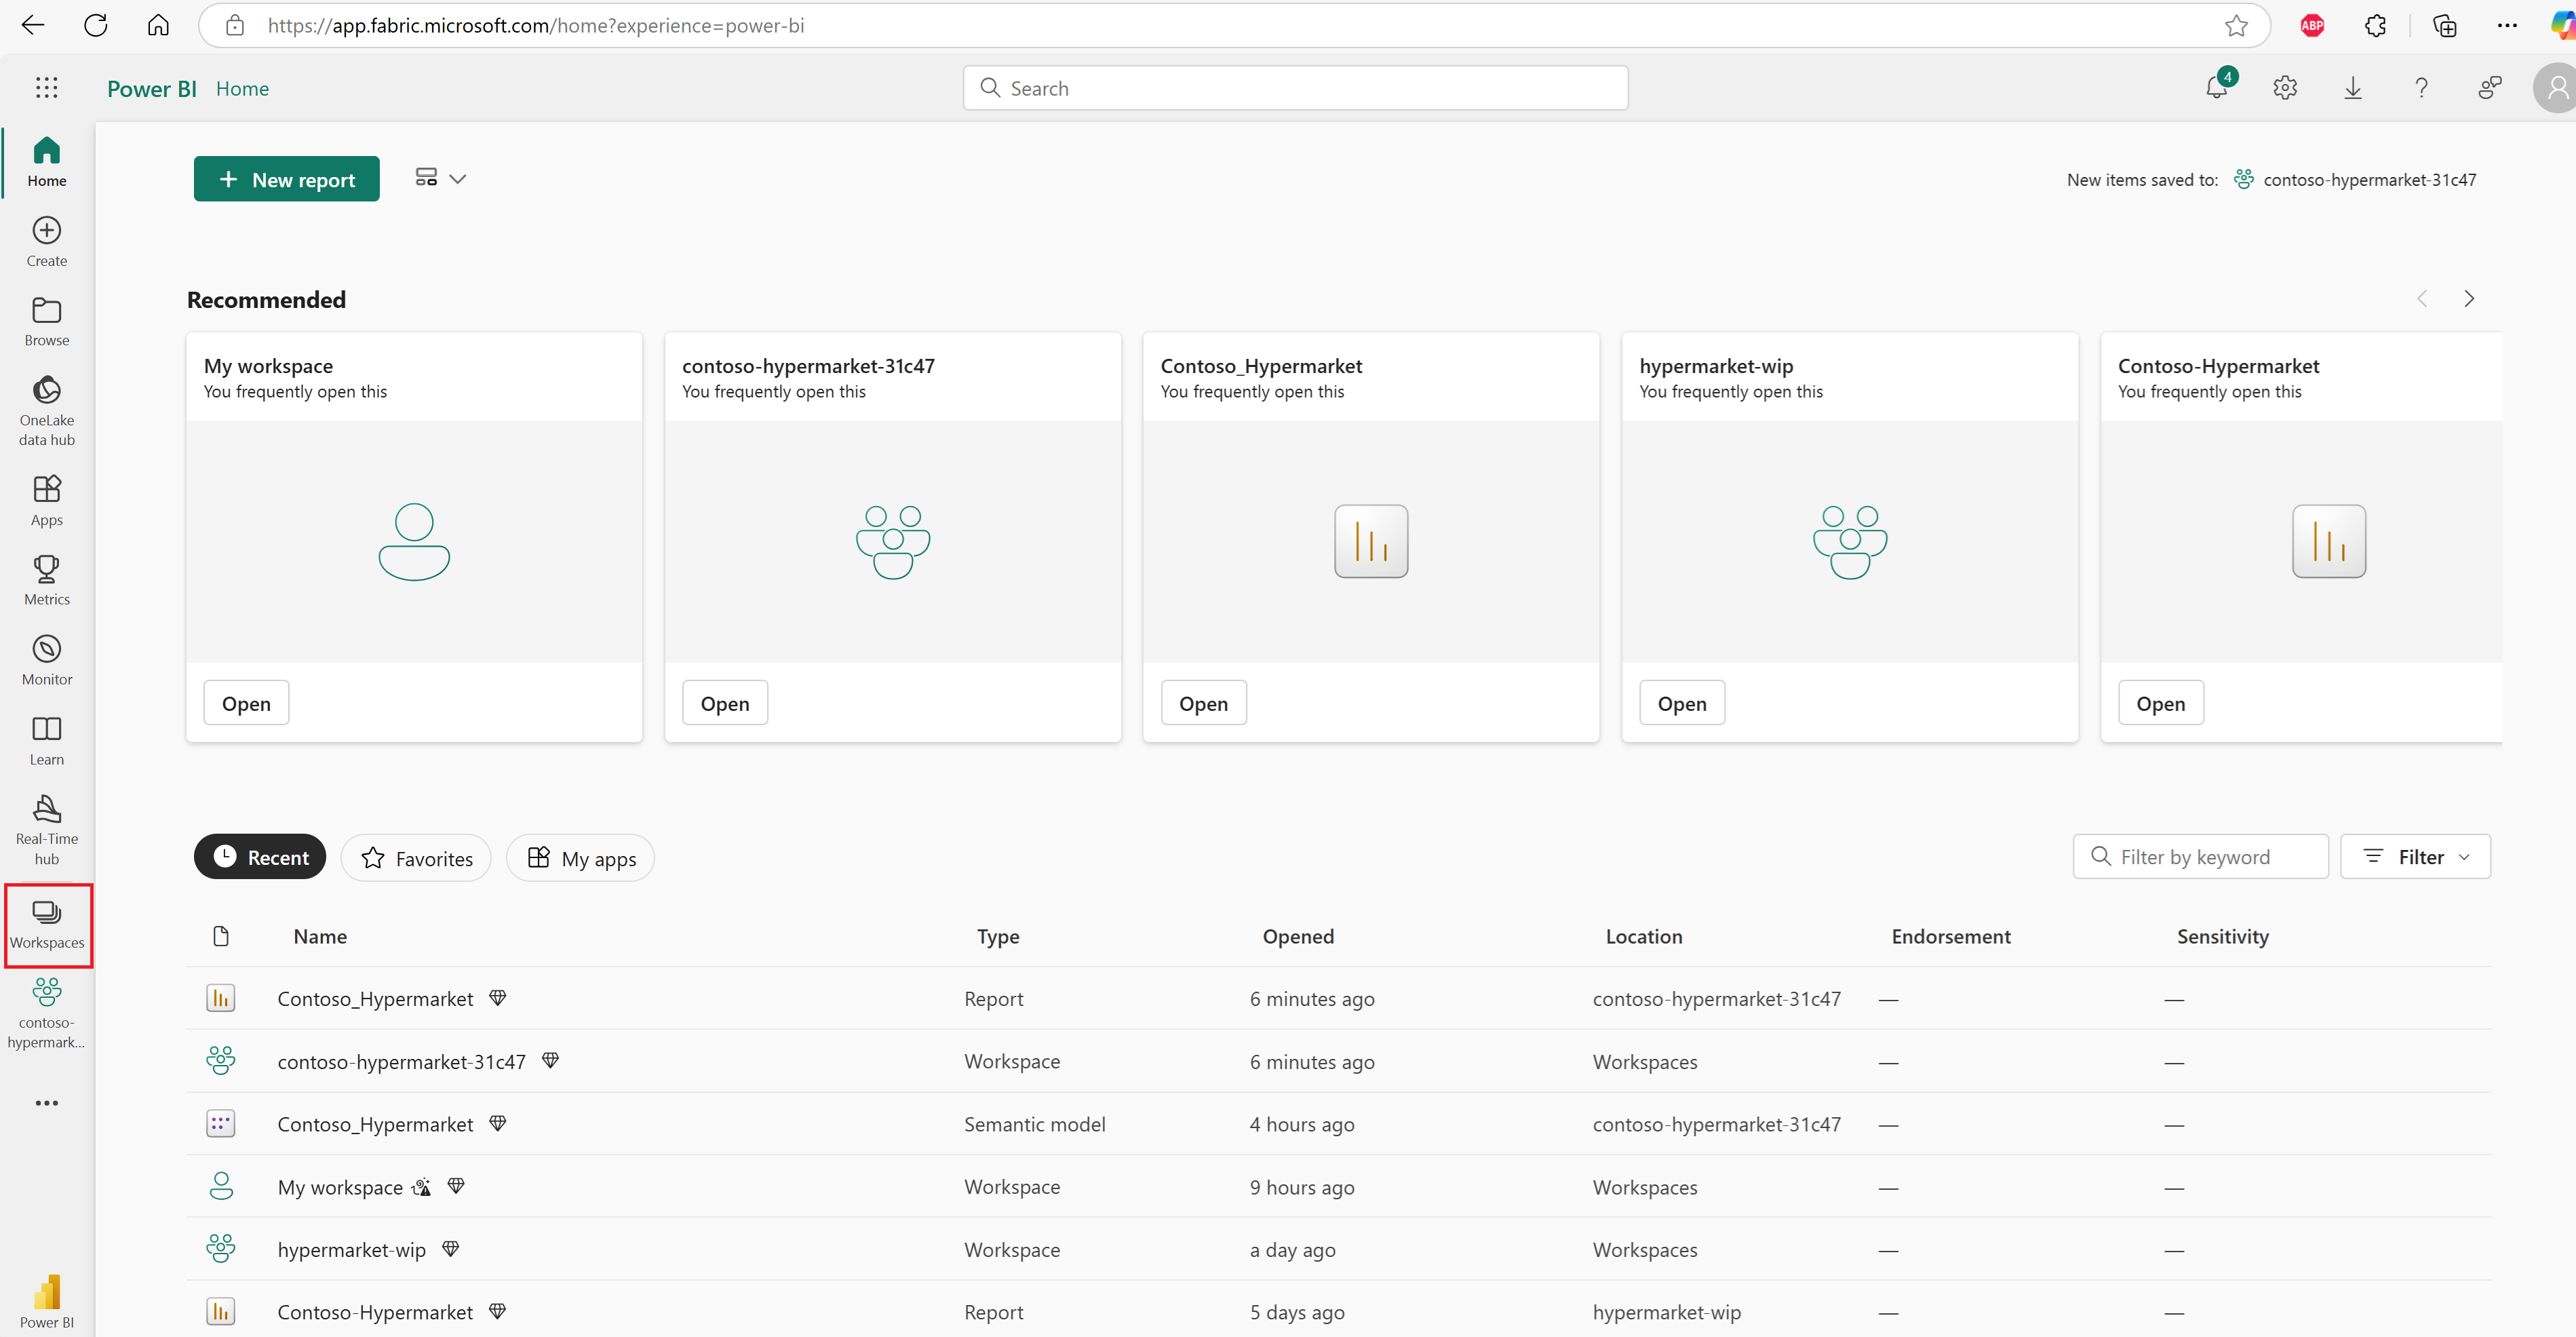 https://app.fabric.microsoft.com/home?experience=power-bi
ABP
Power BI Home
Search
4
Home
Create
Browse
OneLake
data hub
Apps
Metrics
Monitor
Learn
Real-Time
hub
Workspaces
contoso-
hypermark...
Power BI
+ New report
New items saved to: contoso-hypermarket-31c47
Recommended
My workspace
You frequently open this
Open
contoso-hypermarket-31c47
You frequently open this
Open
Contoso_Hypermarket
You frequently open this
Open
hypermarket-wip
You frequently open this
Open
Contoso-Hypermarket
You frequently open this
Open
Recent Favorites My apps
Filter by keyword Filter
Name Type Opened Location Endorsement Sensitivity
Contoso_Hypermarket Report 6 minutes ago contoso-hypermarket-31c47 — —
contoso-hypermarket-31c47 Workspace 6 minutes ago Workspaces — —
Contoso_Hypermarket Semantic model 4 hours ago contoso-hypermarket-31c47 — —
My workspace Workspace 9 hours ago Workspaces — —
hypermarket-wip Workspace a day ago Workspaces — —
Contoso-Hypermarket Report 5 days ago hypermarket-wip — —